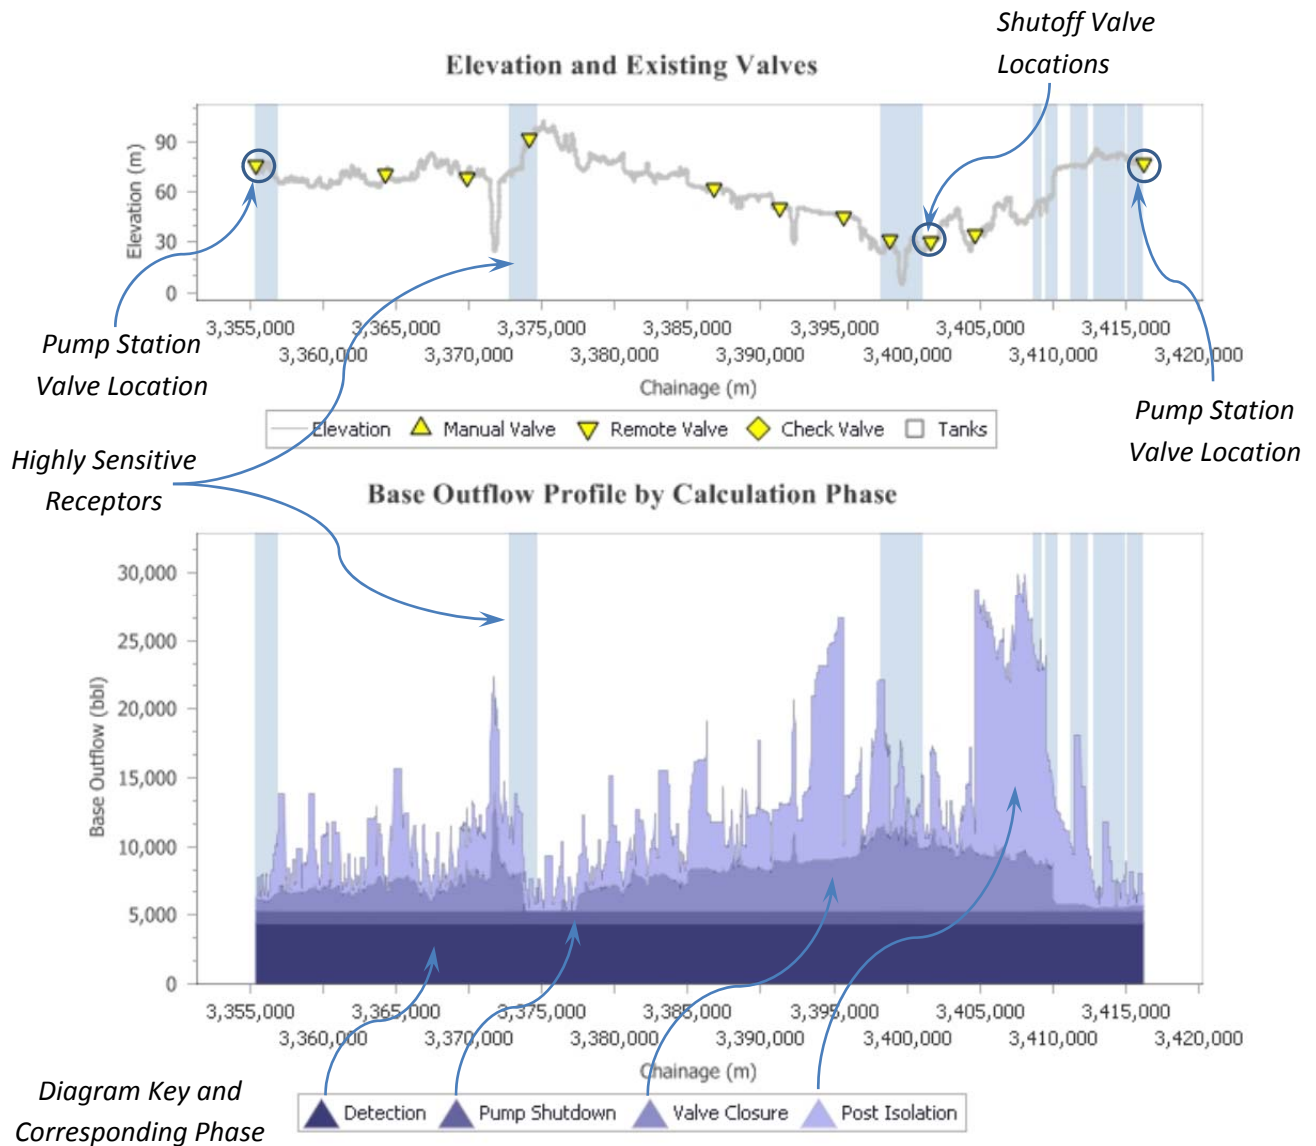 Shutoff Valve
Locations
Elevation and Existing Valves
Elevation (m)
90
60
30
0
3,355,000
3,365,000
3,375,000
3,385,000
3,395,000
3,405,000
3,415,000
3,360,000
3,370,000
3,380,000
3,390,000
3,400,000
3,410,000
3,420,000
Chainage (m)
Pump Station
Valve Location
Pump Station
Valve Location
Elevation
Manual Valve
Remote Valve
Check Valve
Tanks
Highly Sensitive
Receptors
Base Outflow Profile by Calculation Phase
Base Outflow (bbl)
30,000
25,000
20,000
15,000
10,000
5,000
0
3,355,000
3,365,000
3,375,000
3,385,000
3,395,000
3,405,000
3,415,000
3,360,000
3,370,000
3,380,000
3,390,000
3,400,000
3,410,000
3,420,000
Chainage (m)
Diagram Key and
Corresponding Phase
Detection
Pump Shutdown
Valve Closure
Post Isolation